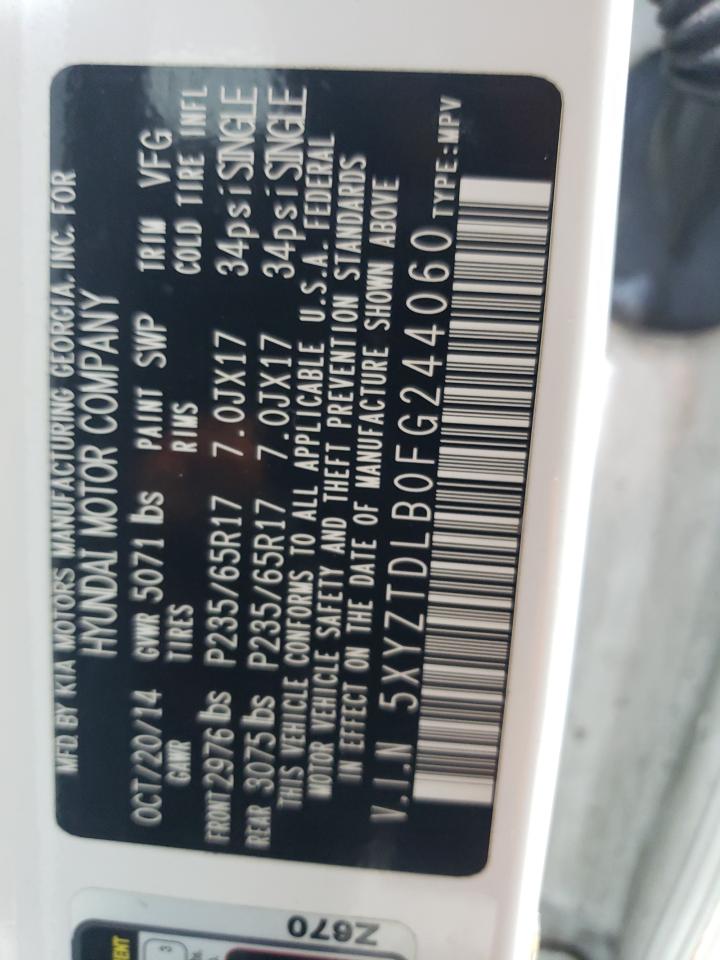 MFD. BY KIA MOTORS MANUFACTURING GEORGIA. INC. FOR
HYUNDAI MOTOR COMPANY
OCT/20/14 GVWR 5071 lbs PAINT SWP TRIM VFG
GAWR TIRES RIMS COLD TIRE INFL
FRONT 2976 lbs P235/65R17 7.0JX17 34psi SINGLE
REAR 3075 lbs P235/65R17 7.0JX17 34psi SINGLE
THIS VEHICLE CONFORMS TO ALL APPLICABLE U.S.A. FEDERAL
MOTOR VEHICLE SAFETY AND THEFT PREVENTION STANDARDS
IN EFFECT ON THE DATE OF MANUFACTURE SHOWN ABOVE
V.I.N 5XYZTDLB0FG244060 TYPE:MPV
Z670
3